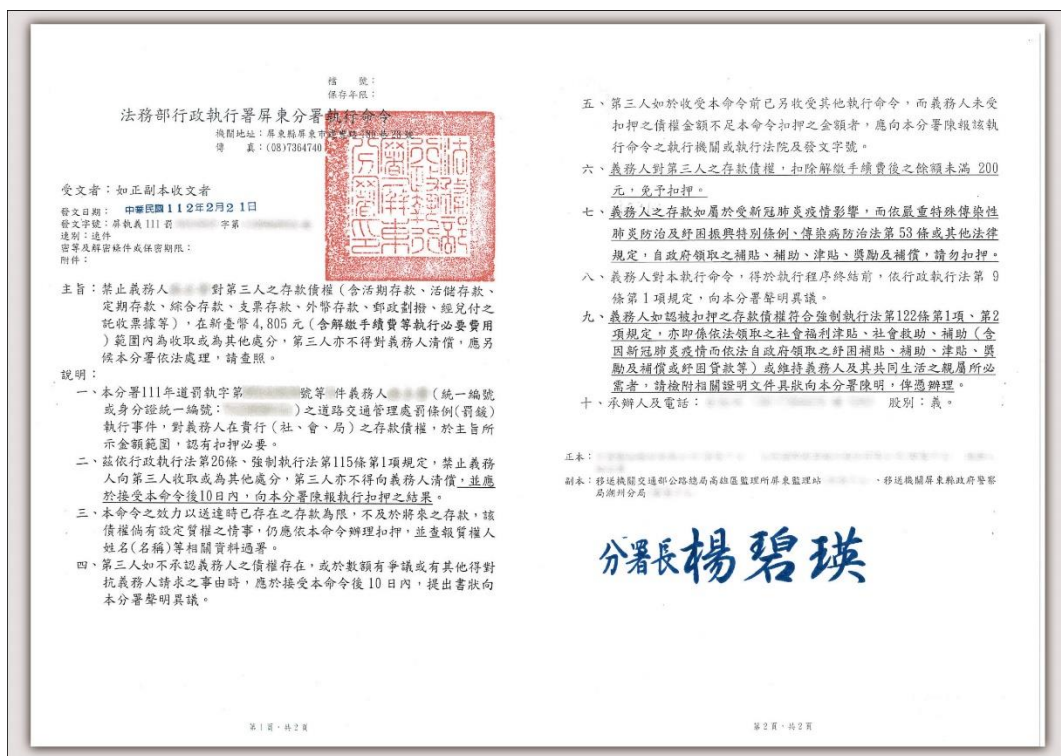 檔　　號：
保存年限：
法務部行政執行署屏東分署執行命令
機關地址：屏東縣屏東市
傳　　真：(08)7364740
受文者：如正副本收文者
發文日期：中華民國112年2月21日
發文字號：屏執義111罰 字第
速別：速件
密等及解密條件或保密期限：
附件：
主旨：禁止義務人 對第三人之存款債權（含活期存款、活儲存款、
定期存款、綜合存款、支票存款、外幣存款、郵政劃撥、經兌付之
託收票據等），在新臺幣4,805元（含解繳手續費等執行必要費用
）範圍內為收取或為其他處分，第三人亦不得對義務人清償，應另
候本分署依法處理，請查照。
說明：
一、本分署111年道罰執字第 號等 件義務人 （統一編號
或身分證統一編號： ）之道路交通管理處罰條例(罰鍰)
執行事件，對義務人在貴行（社、會、局）之存款債權，於主旨所
示金額範圍，認有扣押必要。
二、茲依行政執行法第26條、強制執行法第115條第1項規定，禁止義務
人向第三人收取或為其他處分，第三人亦不得向義務人清償，並應
於接受本命令後10日內，向本分署陳報執行扣押之結果。
三、本命令之效力以送達時已存在之存款為限，不及於將來之存款，該
債權倘有設定質權之情事，仍應依本命令辦理扣押，並查報質權人
姓名(名稱)等相關資料過署。
四、第三人如不承認義務人之債權存在，或於數額有爭議或有其他得對
抗義務人請求之事由時，應於接受本命令後10日內，提出書狀向
本分署聲明異議。
第1頁，共2頁
五、第三人如於收受本命令前已另收受其他執行命令，而義務人未受
扣押之債權金額不足本命令扣押之金額者，應向本分署陳報該執
行命令之執行機關或執行法院及發文字號。
六、義務人對第三人之存款債權，扣除解繳手續費後之餘額未滿200
元，免予扣押。
七、義務人之存款如屬於受新冠肺炎疫情影響，而依嚴重特殊傳染性
肺炎防治及紓困振興特別條例、傳染病防治法第53條或其他法律
規定，自政府領取之補貼、補助、津貼、獎勵及補償，請勿扣押。
八、義務人對本執行命令，得於執行程序終結前，依行政執行法第9
條第1項規定，向本分署聲明異議。
九、義務人如認被扣押之存款債權符合強制執行法第122條第1項、第2
項規定，亦即係依法領取之社會福利津貼、社會救助、補助（含
因新冠肺炎疫情而依法自政府領取之紓困補貼、補助、津貼、獎
勵及補償或紓困貸款等）或維持義務人及其共同生活之親屬所必
需者，請檢附相關證明文件具狀向本分署陳明，俾憑辦理。
十、承辦人及電話： 股別：義。
正本：
副本：移送機關交通部公路總局高雄區監理所屏東監理站 、移送機關屏東縣政府警察
局潮州分局
分署長楊碧瑛
第2頁，共2頁